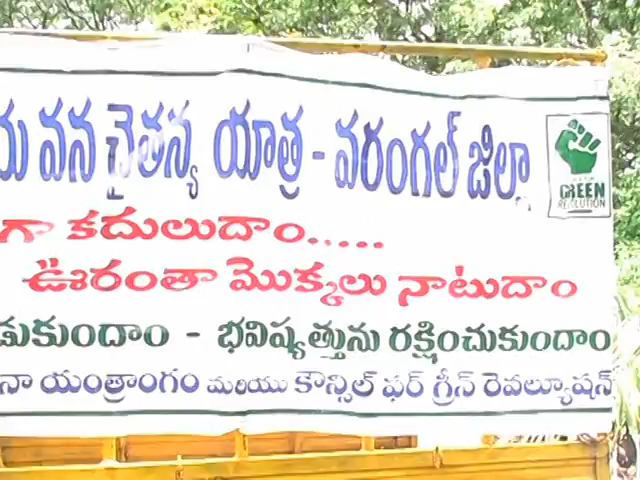 వన చైతన్య యాత్ర - వరంగల్ జిల్లా
గా కదులుదాం.....
ఊరంతా మొక్కలు నాటుదాం
డుకుందాం - భవిష్యత్తును రక్షించుకుందాం
నా యంత్రాంగం మరియు కౌన్సిల్ ఫర్ గ్రీన్ రెవల్యూషన్
GREEN
REVOLUTION